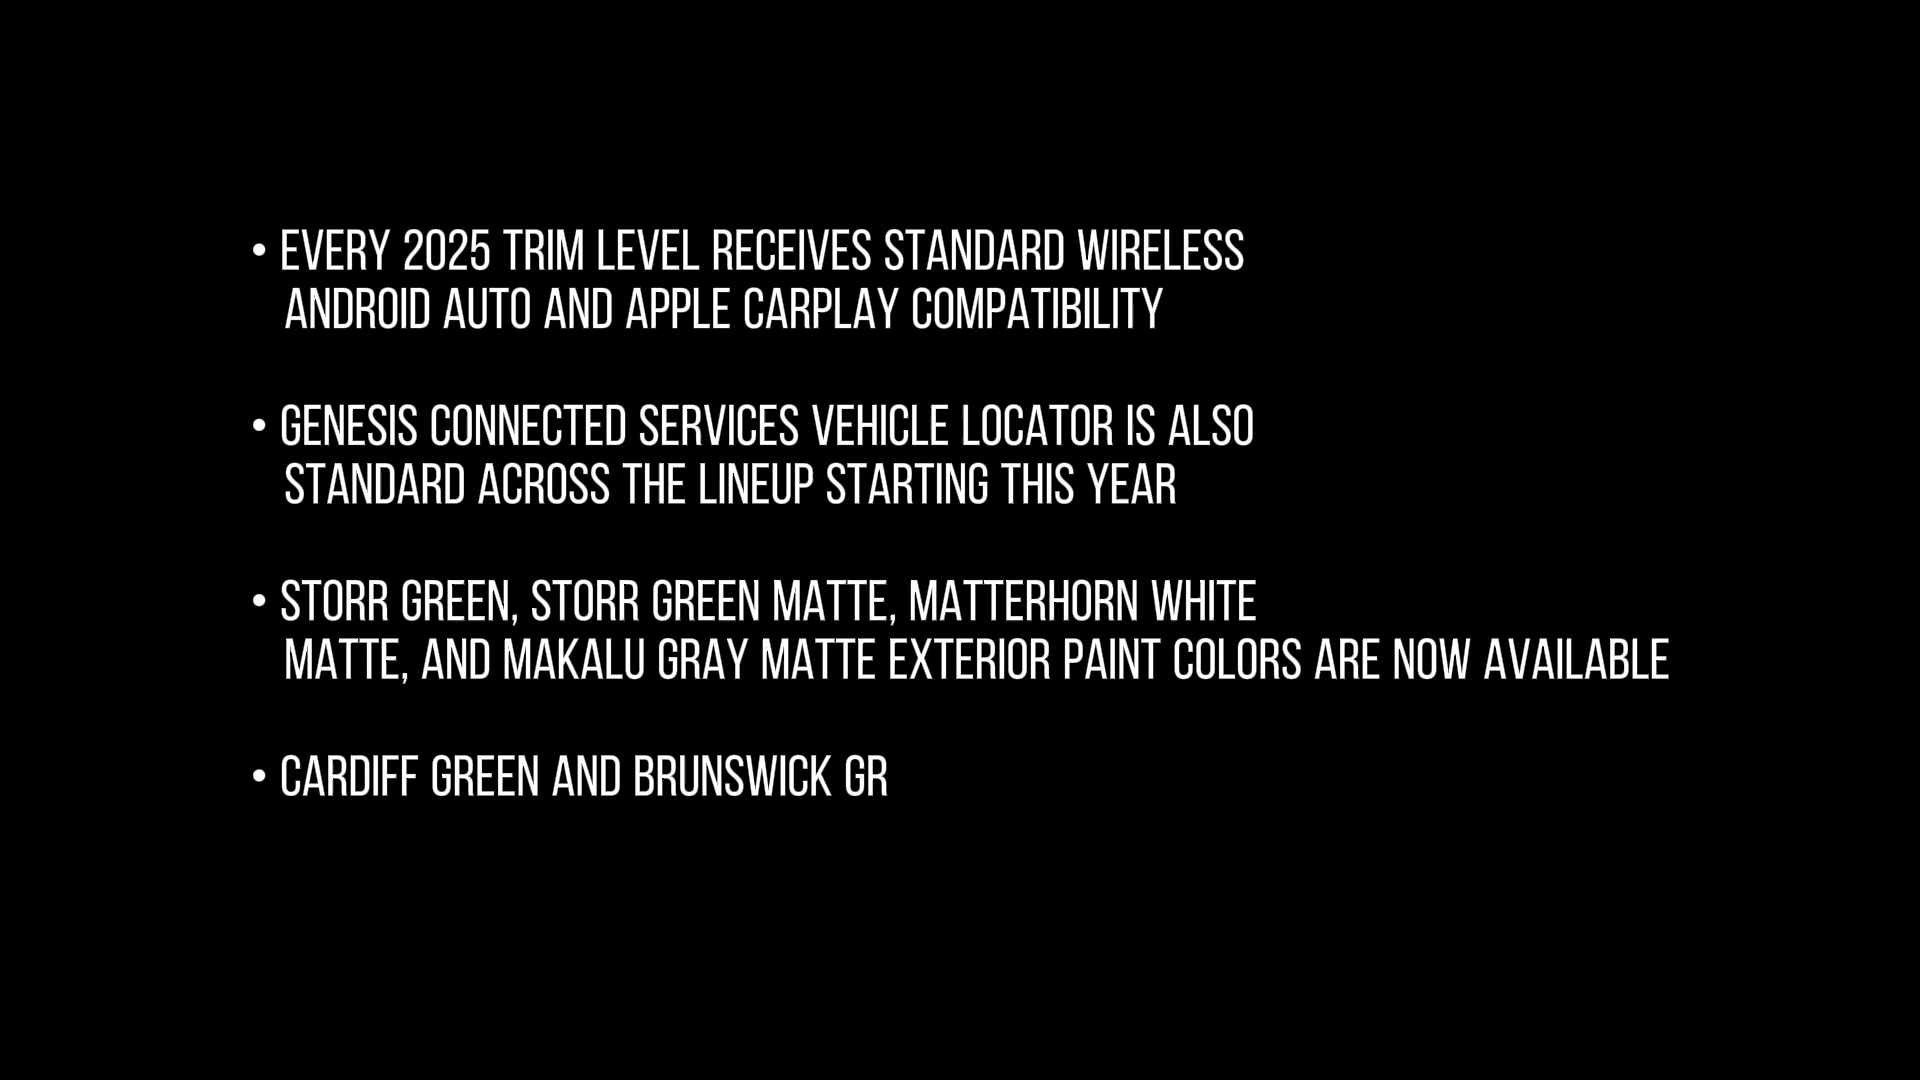 • EVERY 2025 TRIM LEVEL RECEIVES STANDARD WIRELESS
ANDROID AUTO AND APPLE CARPLAY COMPATIBILITY
• GENESIS CONNECTED SERVICES VEHICLE LOCATOR IS ALSO
STANDARD ACROSS THE LINEUP STARTING THIS YEAR
• STORR GREEN, STORR GREEN MATTE, MATTERHORN WHITE
MATTE, AND MAKALU GRAY MATTE EXTERIOR PAINT COLORS ARE NOW AVAILABLE
• CARDIFF GREEN AND BRUNSWICK GR